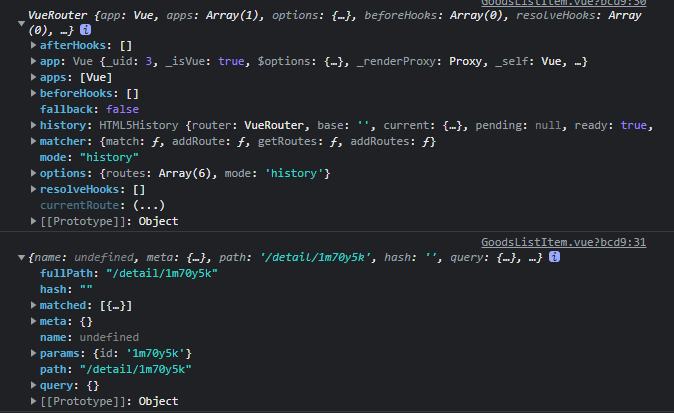 GoodsListItem.vue?bcd9:30
VueRouter {app: Vue, apps: Array(1), options: {…}, beforeHooks: Array(0), resolveHooks: Array
(0), …}
afterHooks: []
app: Vue {_uid: 3, _isVue: true, $options: {…}, _renderProxy: Proxy, _self: Vue, …}
apps: [Vue]
beforeHooks: []
fallback: false
history: HTML5History {router: VueRouter, base: '', current: {…}, pending: null, ready: true,
matcher: {match: ƒ, addRoute: ƒ, getRoutes: ƒ, addRoutes: ƒ}
mode: "history"
options: {routes: Array(6), mode: 'history'}
resolveHooks: []
currentRoute: (...)
[[Prototype]]: Object
GoodsListItem.vue?bcd9:31
{name: undefined, meta: {…}, path: '/detail/1m70y5k', hash: '', query: {…}, …}
fullPath: "/detail/1m70y5k"
hash: ""
matched: [{…}]
meta: {}
name: undefined
params: {id: '1m70y5k'}
path: "/detail/1m70y5k"
query: {}
[[Prototype]]: Object